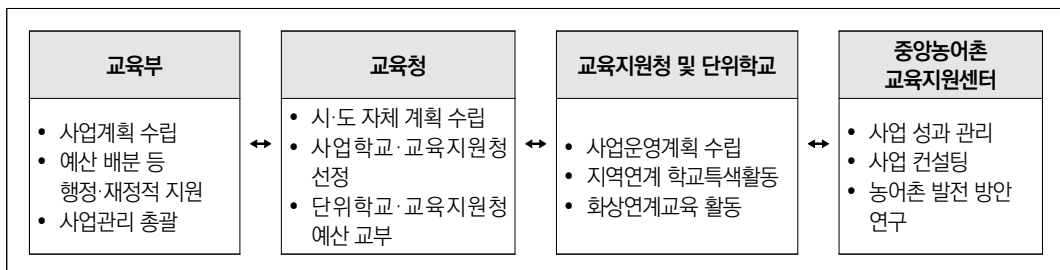 교육부
• 사업계획 수립
• 예산 배분 등
행정·재정적 지원
• 사업관리 총괄
↔
교육청
• 시·도 자체 계획 수립
• 사업학교·교육지원청
선정
• 단위학교·교육지원청
예산 교부
↔
교육지원청 및 단위학교
• 사업운영계획 수립
• 지역연계 학교특색활동
• 화상연계교육 활동
↔
중앙농어촌
교육지원센터
• 사업 성과 관리
• 사업 컨설팅
• 농어촌 발전 방안
연구